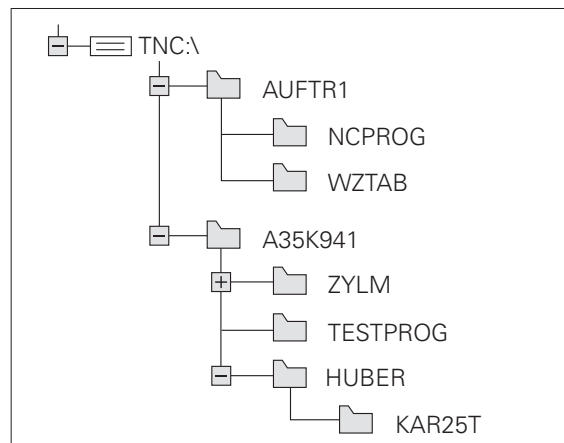 TNC:\
AUFTR1
NCPROG
WZTAB
A35K941
ZYLM
TESTPROG
HUBER
KAR25T